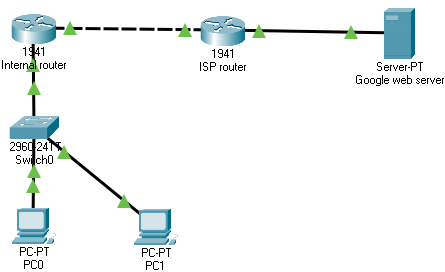 1941
Internal router
1941
ISP router
Server-PT
Google web server
2960-24TT
Switch0
PC-PT
PC0
PC-PT
PC1